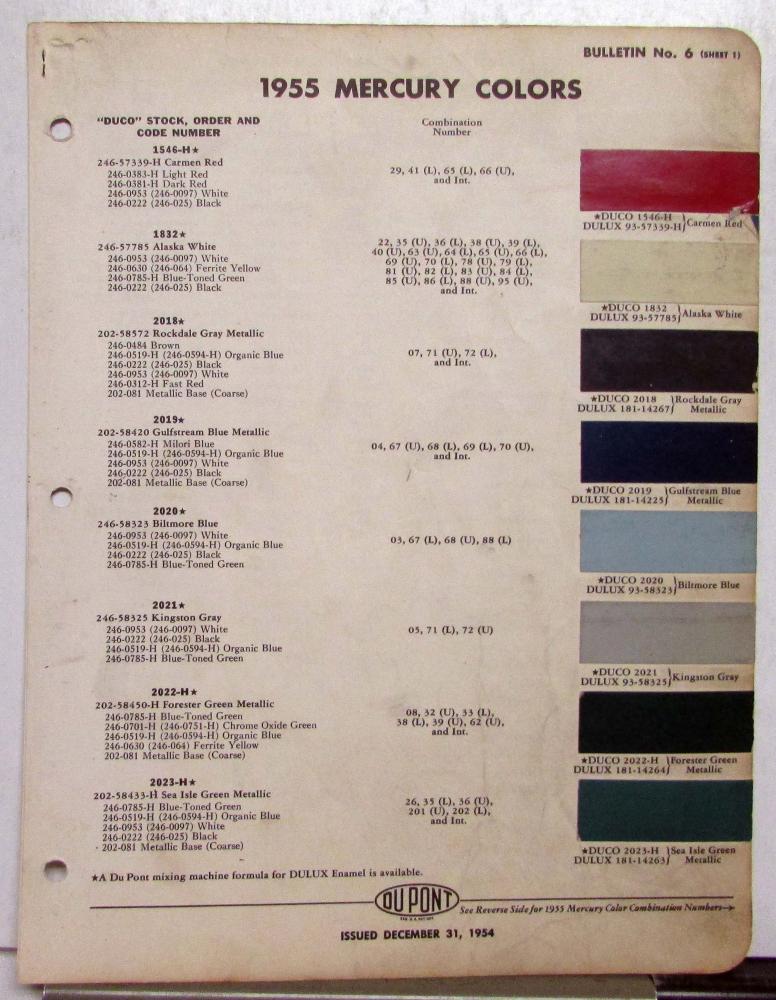 BULLETIN No. 6 (SHEET 1)
1955 MERCURY COLORS
"DUCO" STOCK, ORDER AND
CODE NUMBER
Combination
Number
1546-H★
246-57339-H Carmen Red
246-0383-H Light Red
246-0381-H Dark Red
246-0953 (246-0097) White
246-0222 (246-025) Black
29, 41 (L), 65 (L), 66 (U),
and Int.
★DUCO 1546-H
DULUX 93-57339-H
Carmen Red
1832★
246-57785 Alaska White
246-0953 (246-0097) White
246-0630 (246-064) Ferrite Yellow
246-0785-H Blue-Toned Green
246-0222 (246-025) Black
22, 35 (U), 36 (L), 38 (U), 39 (L),
40 (U), 63 (U), 64 (L), 65 (U), 66 (L),
69 (U), 70 (L), 78 (U), 79 (L),
81 (U), 82 (L), 83 (U), 84 (L),
85 (U), 86 (L), 88 (U), 95 (U),
and Int.
★DUCO 1832
DULUX 93-57785
Alaska White
2018★
202-58572 Rockdale Gray Metallic
246-0484 Brown
246-0519-H (246-0594-H) Organic Blue
246-0222 (246-025) Black
246-0953 (246-0097) White
246-0312-H Fast Red
202-081 Metallic Base (Coarse)
07, 71 (U), 72 (L),
and Int.
★DUCO 2018
DULUX 181-14267
Rockdale Gray
Metallic
2019★
202-58420 Gulfstream Blue Metallic
246-0582-H Milori Blue
246-0519-H (246-0594-H) Organic Blue
246-0953 (246-0097) White
246-0222 (246-025) Black
202-081 Metallic Base (Coarse)
04, 67 (U), 68 (L), 69 (L), 70 (U),
and Int.
★DUCO 2019
DULUX 181-14225
Gulfstream Blue
Metallic
2020★
246-58323 Biltmore Blue
246-0953 (246-0097) White
246-0519-H (246-0594-H) Organic Blue
246-0222 (246-025) Black
246-0785-H Blue-Toned Green
03, 67 (L), 68 (U), 88 (L)
★DUCO 2020
DULUX 93-58323
Biltmore Blue
2021★
246-58325 Kingston Gray
246-0953 (246-0097) White
246-0222 (246-025) Black
246-0519-H (246-0594-H) Organic Blue
246-0785-H Blue-Toned Green
05, 71 (L), 72 (U)
★DUCO 2021
DULUX 93-58325
Kingston Gray
2022-H★
202-58450-H Forester Green Metallic
246-0785-H Blue-Toned Green
246-0701-H (246-0751-H) Chrome Oxide Green
246-0519-H (246-0594-H) Organic Blue
246-0630 (246-064) Ferrite Yellow
202-081 Metallic Base (Coarse)
08, 32 (U), 33 (L),
38 (L), 39 (U), 62 (U),
and Int.
★DUCO 2022-H
DULUX 181-14264
Forester Green
Metallic
2023-H★
202-58433-H Sea Isle Green Metallic
246-0785-H Blue-Toned Green
246-0519-H (246-0594-H) Organic Blue
246-0953 (246-0097) White
246-0222 (246-025) Black
202-081 Metallic Base (Coarse)
26, 35 (L), 36 (U),
201 (U), 202 (L),
and Int.
★DUCO 2023-H
DULUX 181-14263
Sea Isle Green
Metallic
★A Du Pont mixing machine formula for DULUX Enamel is available.
DU PONT
REG. U.S. PAT. OFF.
See Reverse Side for 1955 Mercury Color Combination Numbers→
ISSUED DECEMBER 31, 1954